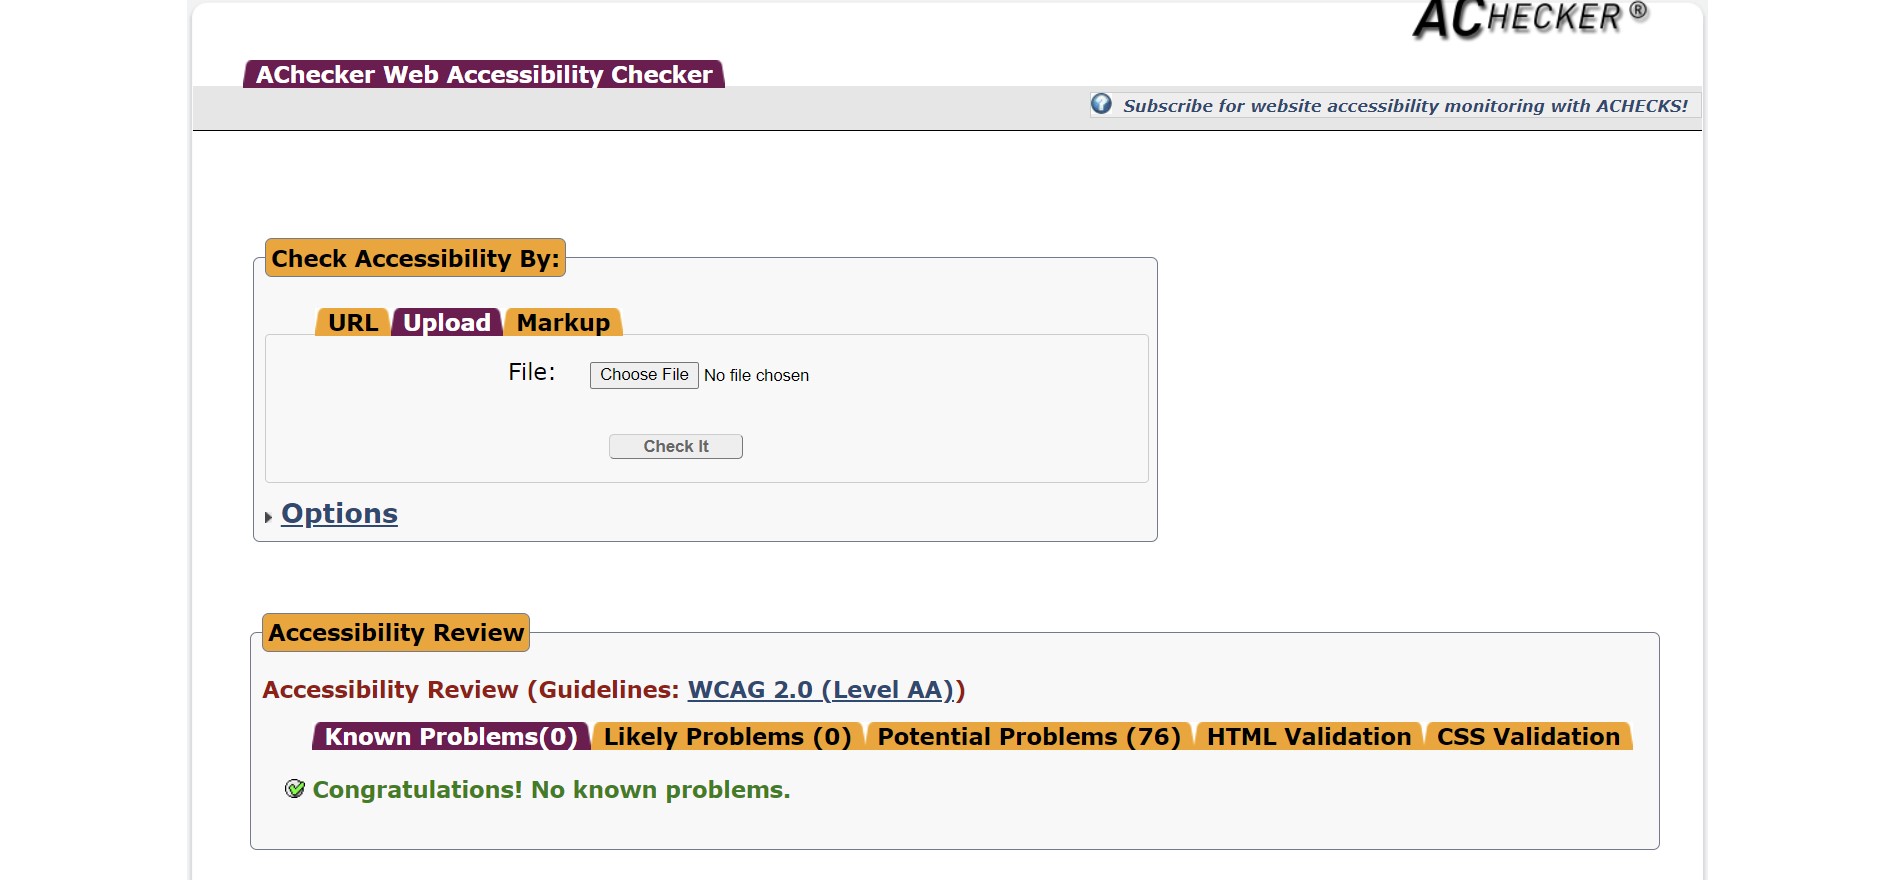 ACHECKER ®
AChecker Web Accessibility Checker
Subscribe for website accessibility monitoring with ACHECKS!
Check Accessibility By:
URL Upload Markup
File: Choose File No file chosen
Check It
Options
Accessibility Review
Accessibility Review (Guidelines: WCAG 2.0 (Level AA))
Known Problems(0) Likely Problems (0) Potential Problems (76) HTML Validation CSS Validation
Congratulations! No known problems.